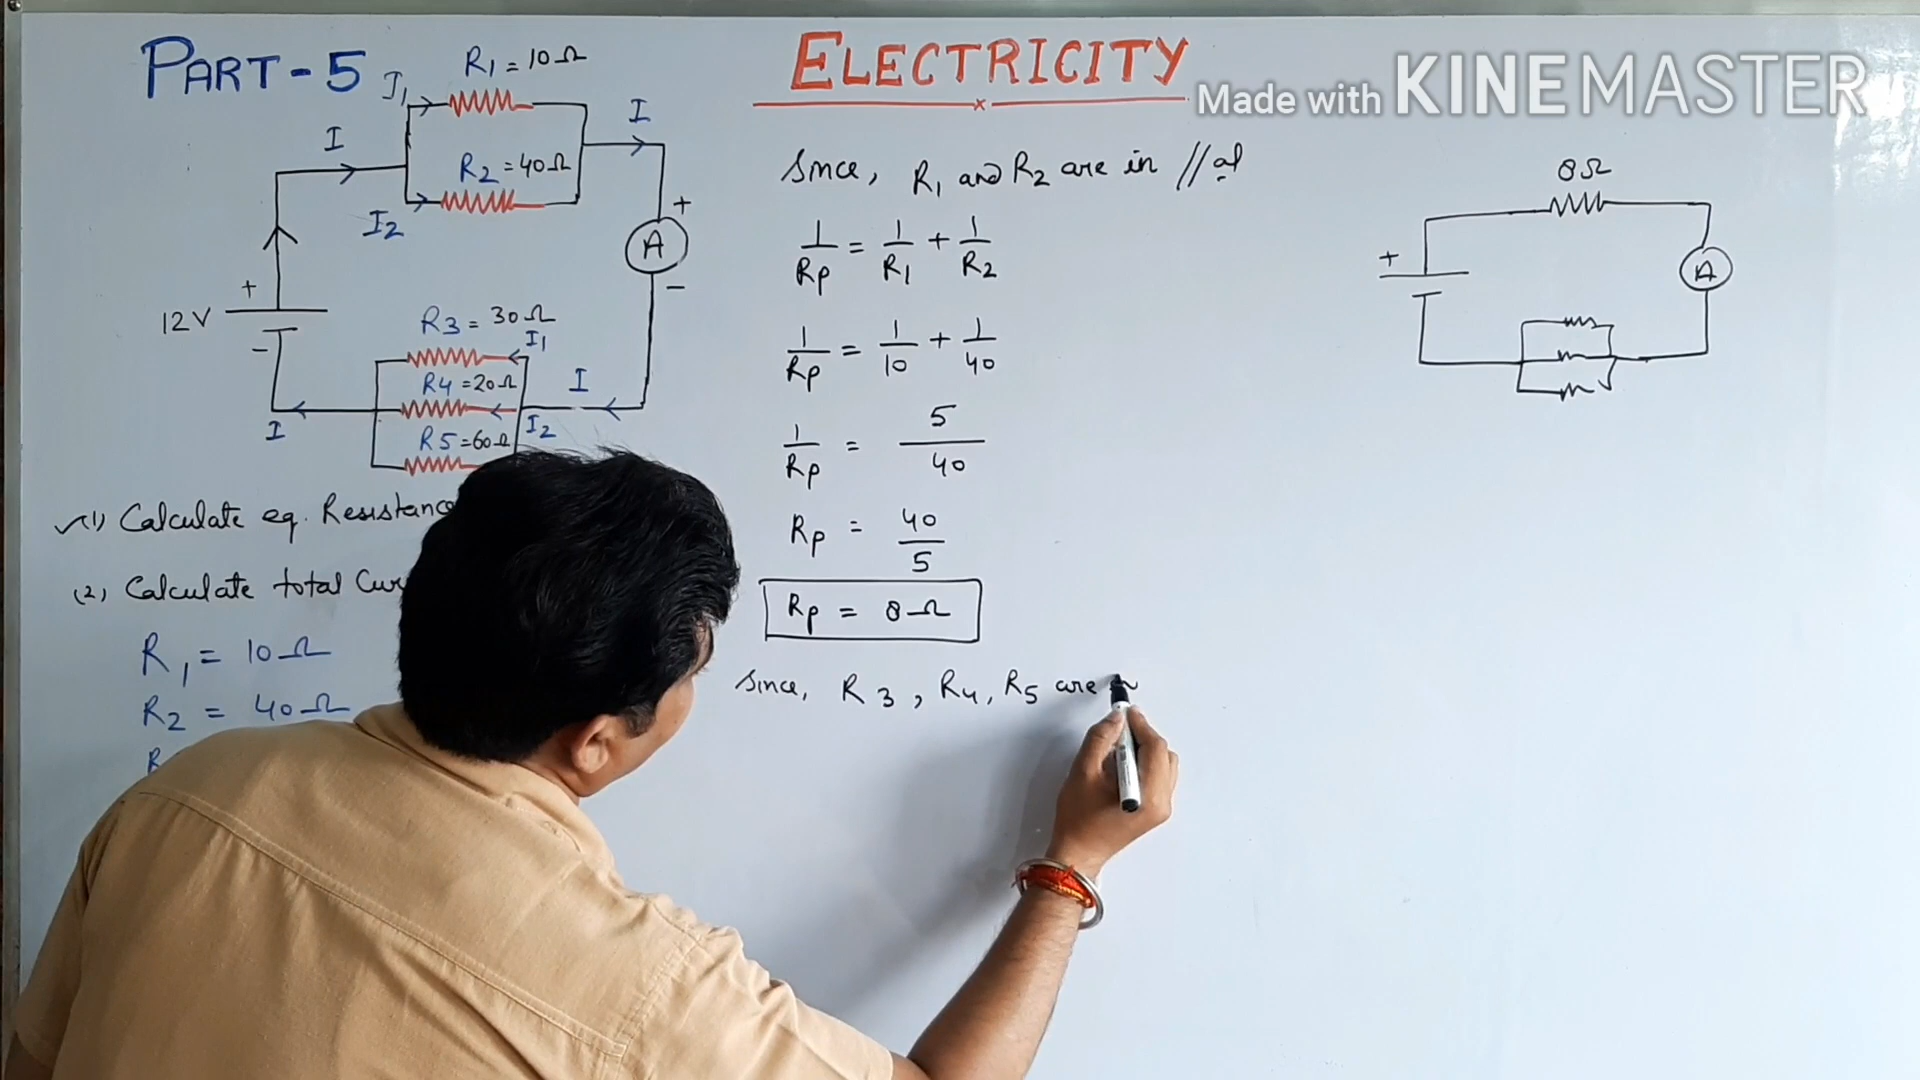 PART-5
ELECTRICITY
Made with KINEMASTER
R1 = 10Ω
I1
I
I
R2 = 40Ω
I2
+
A
−
+
12V
−
R3 = 30Ω
I1
R4 = 20Ω
I
I
I2
R5 = 60Ω
(1) Calculate eq. Resistance
(2) Calculate total
R1 = 10Ω
R2 = 40Ω
R
Since, R1 and R2 are in //al
1/Rp = 1/R1 + 1/R2
1/Rp = 1/10 + 1/40
1/Rp = 5/40
Rp = 40/5
Rp = 8Ω
Since, R3, R4, R5 are
8Ω
+
A